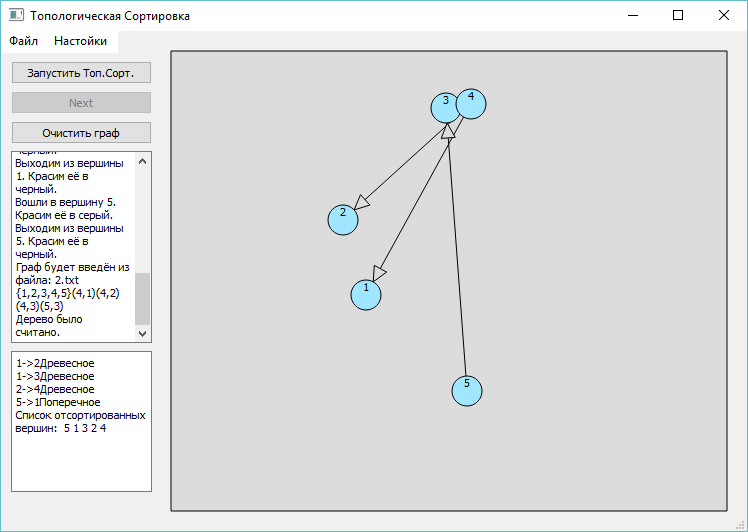 Топологическая Сортировка
Файл Настойки
Запустить Топ.Сорт.
Next
Очистить граф
Выходим из вершины
1. Красим её в
черный.
Вошли в вершину 5.
Красим её в серый.
Выходим из вершины
5. Красим её в
черный.
Граф будет введён из
файла: 2.txt
{1,2,3,4,5}(4,1)(4,2)
(4,3)(5,3)
Дерево было
считано.
1->2Древесное
1->3Древесное
2->4Древесное
5->1Поперечное
Список отсортированных
вершин: 5 1 3 2 4
3
4
2
1
5